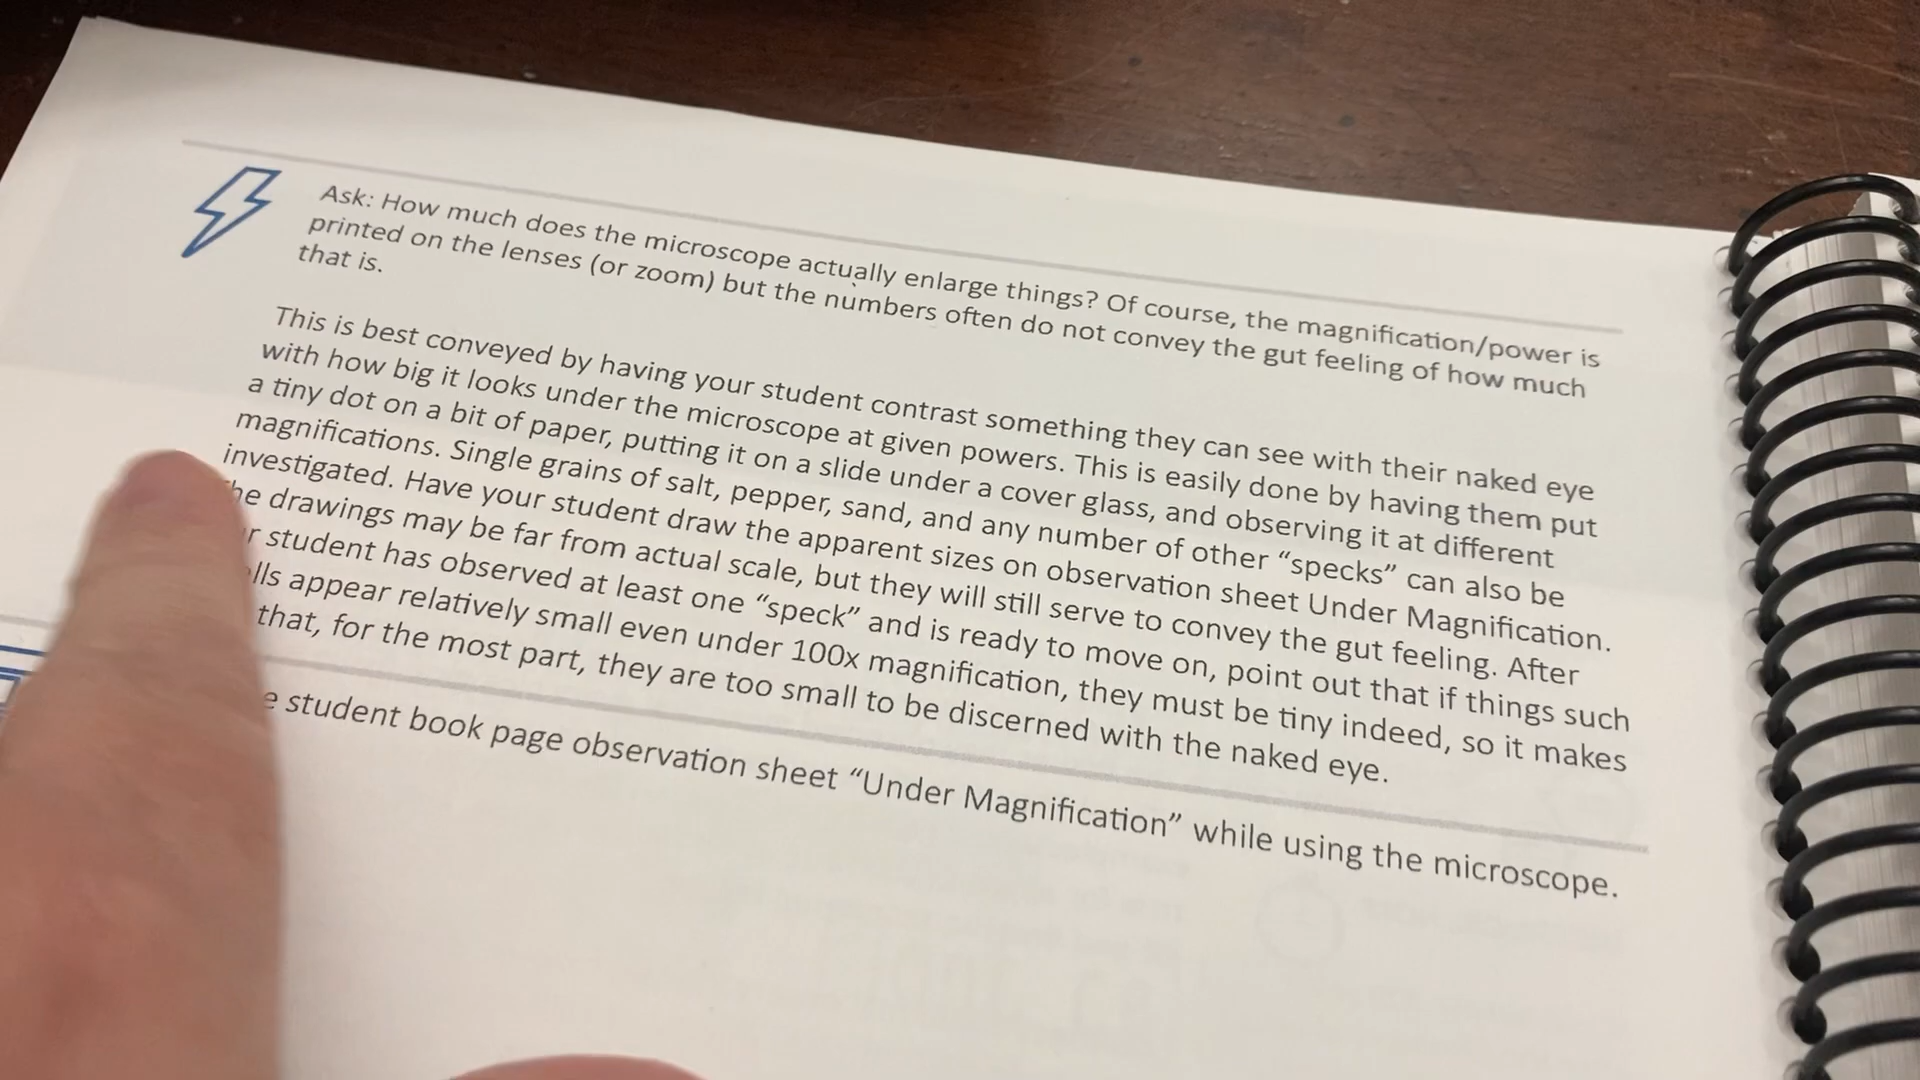 Ask: How much does the microscope actually enlarge things? Of course, the magnification/power is
printed on the lenses (or zoom) but the numbers often do not convey the gut feeling of how much
that is.
This is best conveyed by having your student contrast something they can see with their naked eye
with how big it looks under the microscope at given powers. This is easily done by having them put
a tiny dot on a bit of paper, putting it on a slide under a cover glass, and observing it at different
magnifications. Single grains of salt, pepper, sand, and any number of other “specks” can also be
investigated. Have your student draw the apparent sizes on observation sheet Under Magnification.
drawings may be far from actual scale, but they will still serve to convey the gut feeling. After
student has observed at least one “speck” and is ready to move on, point out that if things such
appear relatively small even under 100x magnification, they must be tiny indeed, so it makes
that, for the most part, they are too small to be discerned with the naked eye.
student book page observation sheet “Under Magnification” while using the microscope.